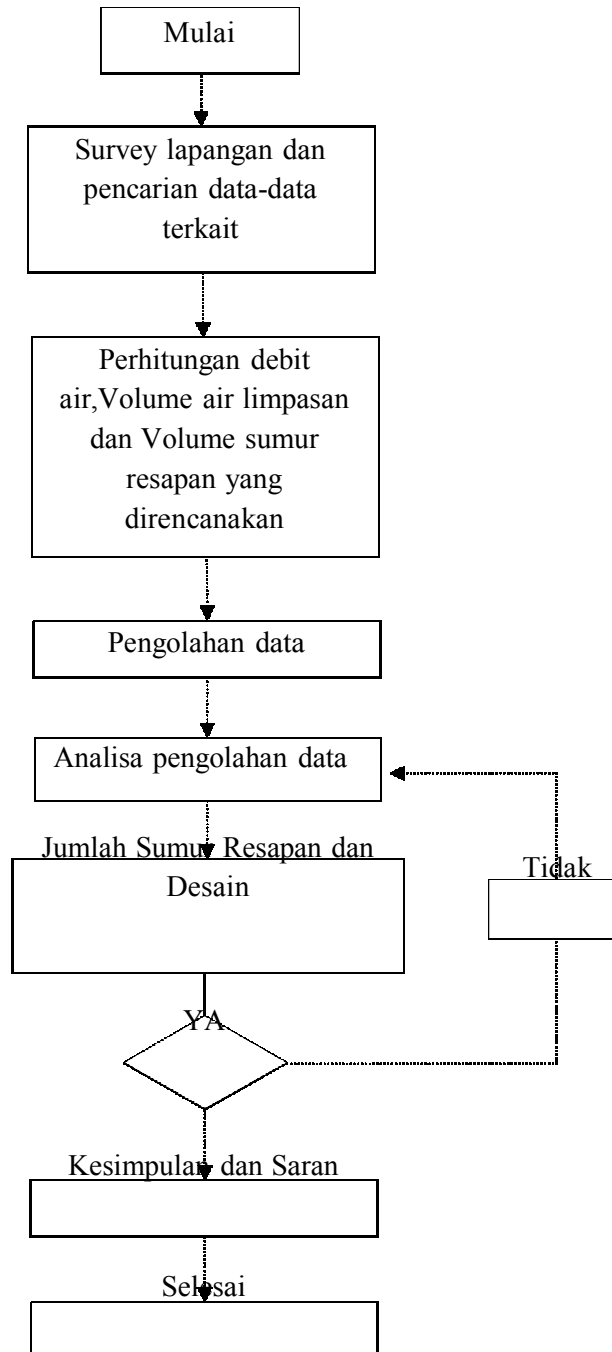 Mulai
Survey lapangan dan
pencarian data-data
terkait
Perhitungan debit
air,Volume air limpasan
dan Volume sumur
resapan yang
direncanakan
Pengolahan data
Analisa pengolahan data
Jumlah Sumur Resapan dan
Desain
Tidak
YA
Kesimpulan dan Saran
Selesai